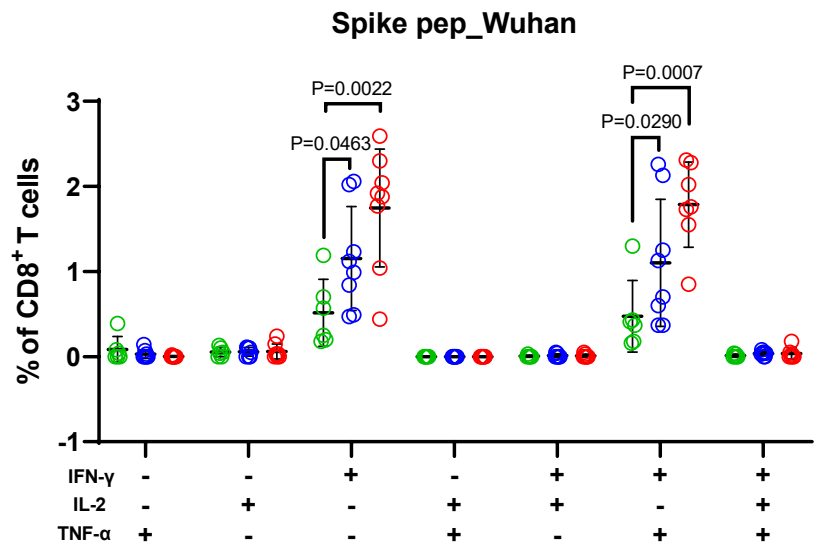 Spike pep_Wuhan
P=0.0022
P=0.0463
P=0.0007
P=0.0290
% of CD8⁺ T cells
3
2
1
0
-1
IFN-γ - - + - + + +
IL-2 - + - + + - +
TNF-α + - - + - + +